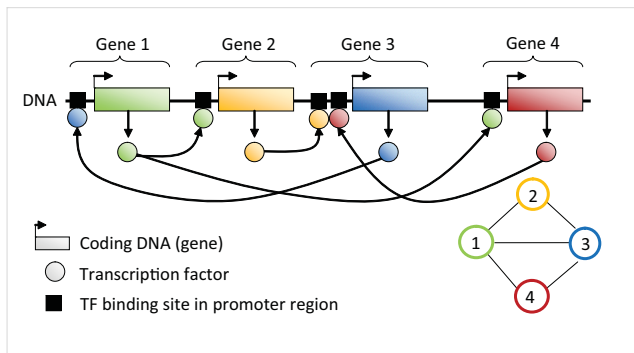 Gene 1 Gene 2 Gene 3 Gene 4
DNA
Coding DNA (gene)
Transcription factor
TF binding site in promoter region
2
1 3
4